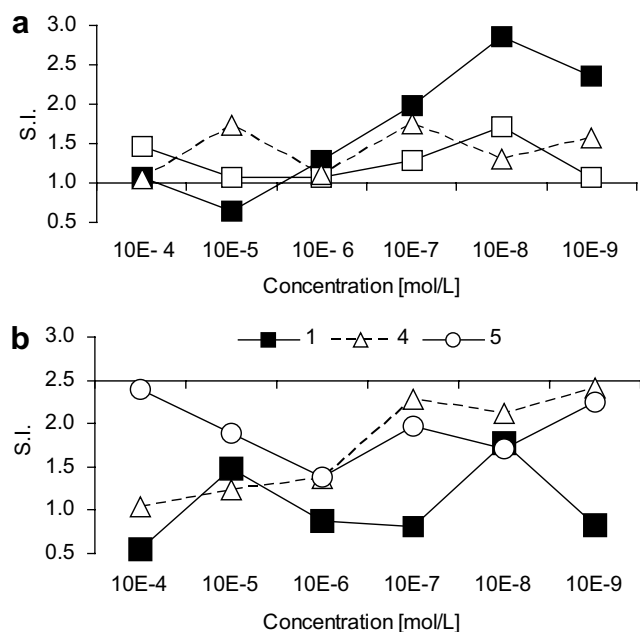 a
S.I.
3.0
2.5
2.0
1.5
1.0
0.5
10E- 4 10E-5 10E- 6 10E-7 10E-8 10E-9
Concentration [mol/L]
b
1 4 5
S.I.
3.0
2.5
2.0
1.5
1.0
0.5
10E-4 10E-5 10E-6 10E-7 10E-8 10E-9
Concentration [mol/L]